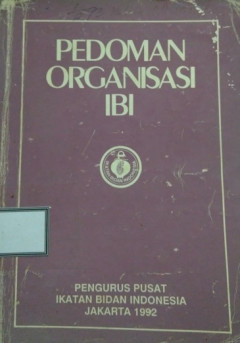 PEDOMAN
ORGANISASI
IBI
PENGURUS PUSAT
IKATAN BIDAN INDONESIA
JAKARTA 1992